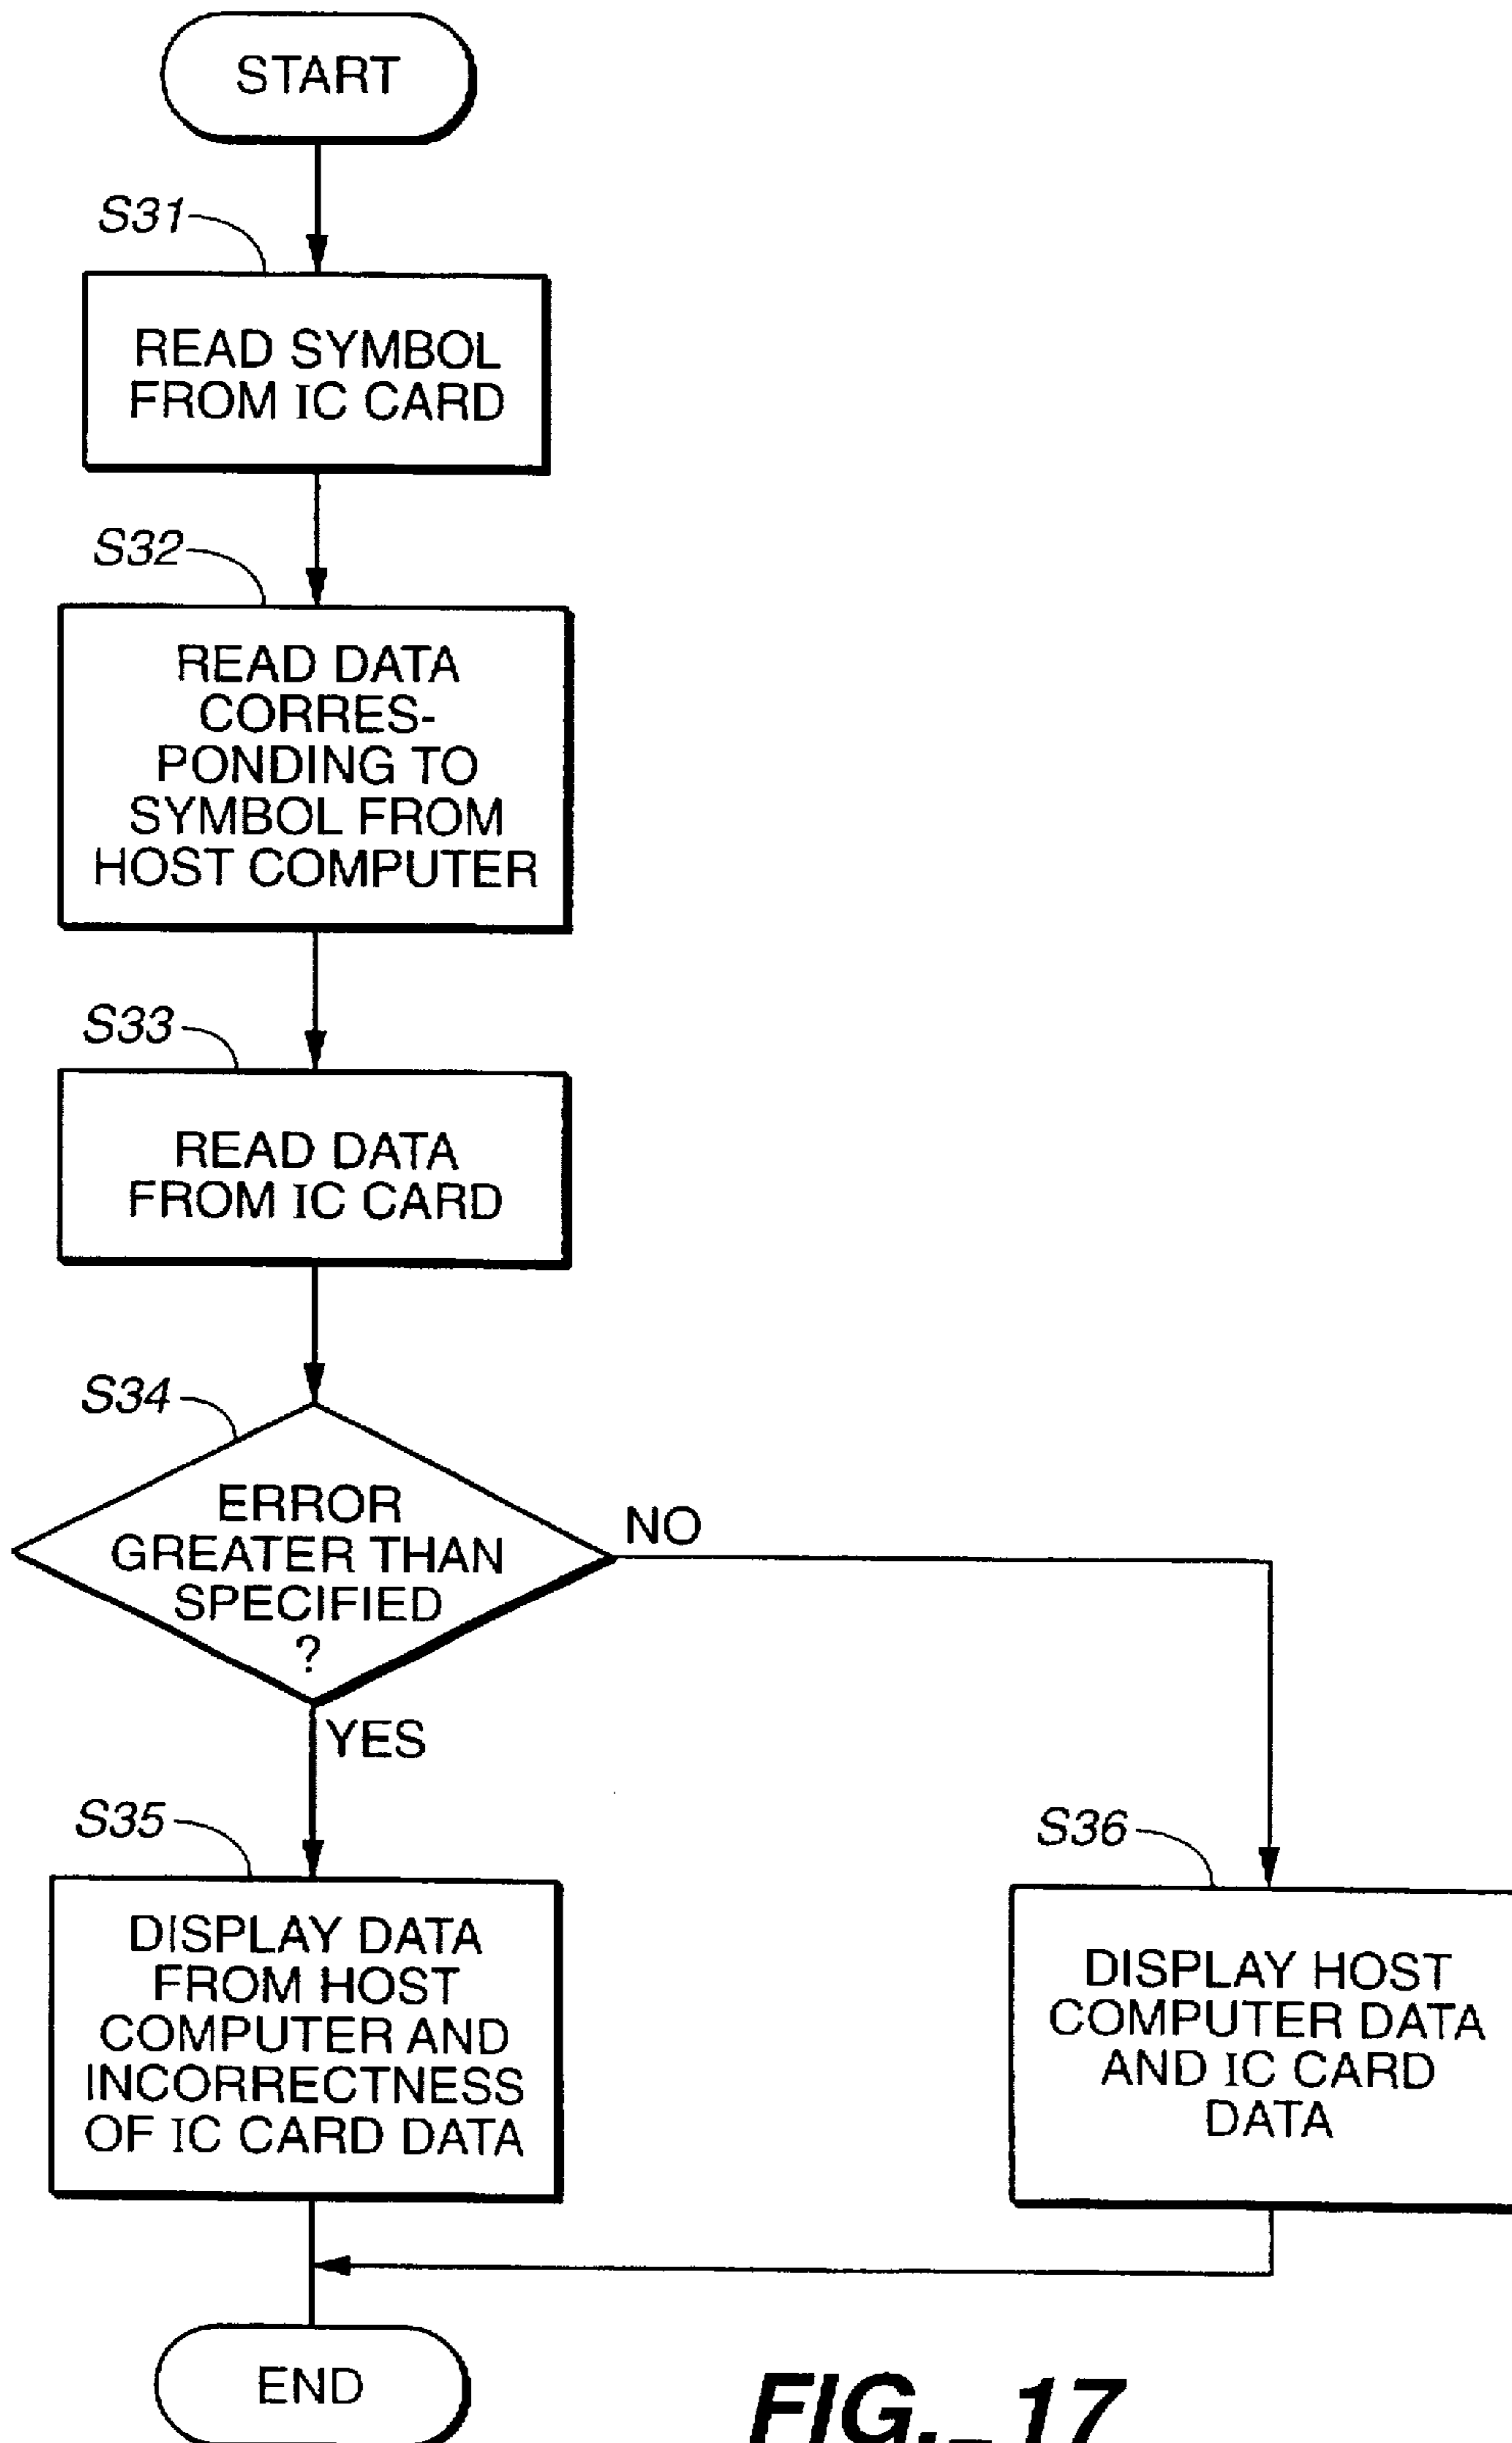 START
S31
READ SYMBOL
FROM IC CARD
S32
READ DATA
CORRES-
PONDING TO
SYMBOL FROM
HOST COMPUTER
S33
READ DATA
FROM IC CARD
S34
ERROR
GREATER THAN
SPECIFIED
?
NO
YES
S35
DISPLAY DATA
FROM HOST
COMPUTER AND
INCORRECTNESS
OF IC CARD DATA
S36
DISPLAY HOST
COMPUTER DATA
AND IC CARD
DATA
END
FIG._17